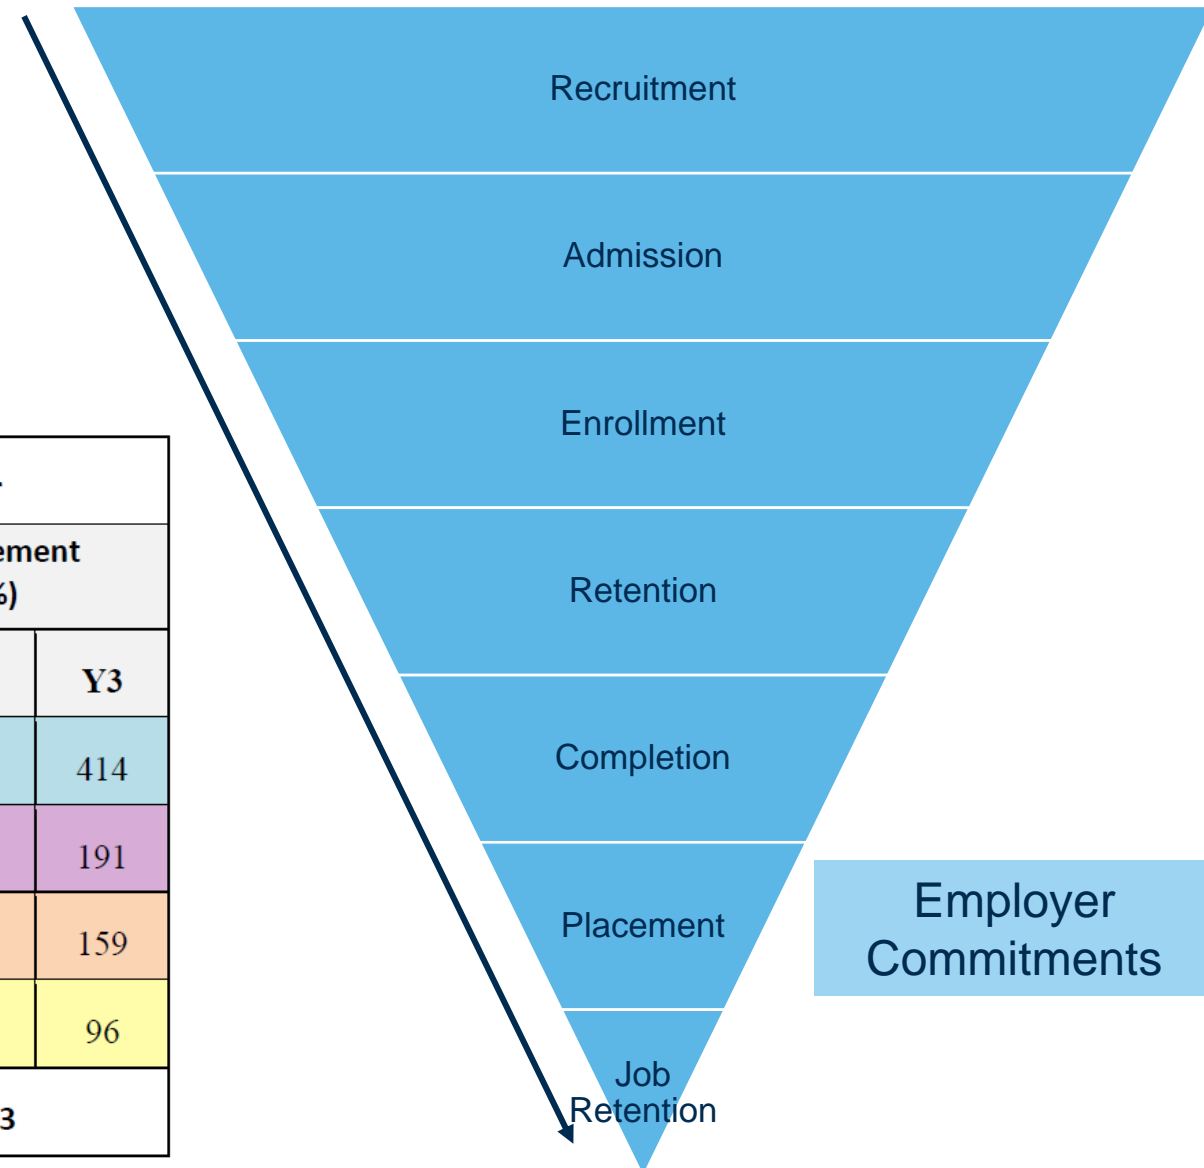 Recruitment
Admission
Enrollment
Retention
Completion
Placement
Job
Retention
Employer
Commitments
ement
%)
Y3
414
191
159
96
3